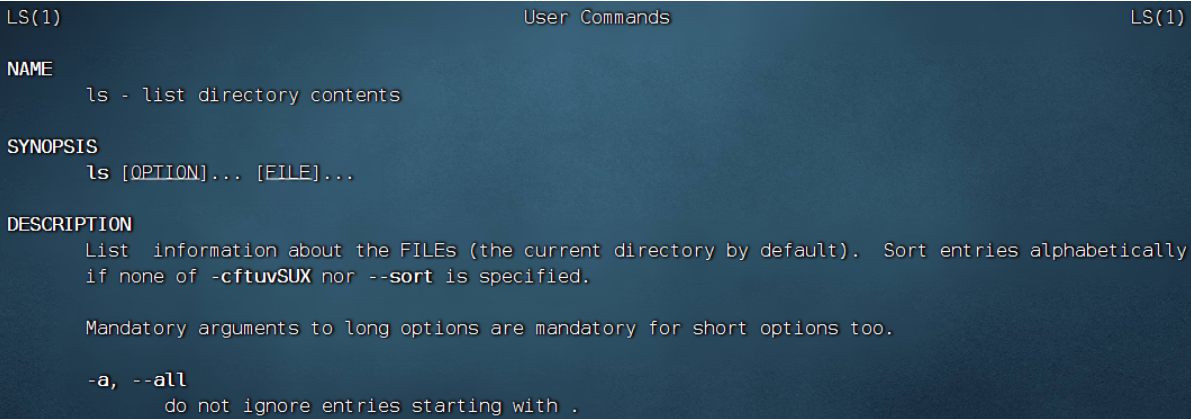 LS(1) User Commands LS(1)
NAME
ls - list directory contents
SYNOPSIS
ls [OPTION]... [FILE]...
DESCRIPTION
List  information about the FILEs (the current directory by default).  Sort entries alphabetically
if none of -cftuvSUX nor --sort is specified.
Mandatory arguments to long options are mandatory for short options too.
-a, --all
do not ignore entries starting with .